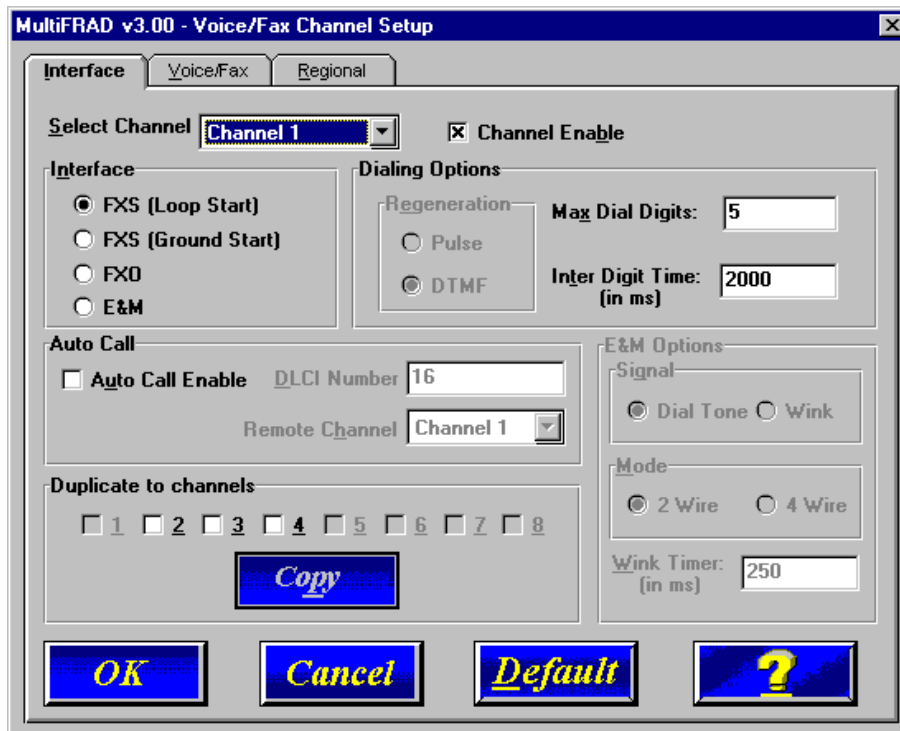 MultiFRAD v3.00 - Voice/Fax Channel Setup
Interface Voice/Fax Regional
Select Channel Channel 1 Channel Enable
Interface
FXS (Loop Start)
FXS (Ground Start)
FXO
E&M
Dialing Options
Regeneration
Pulse
DTMF
Max Dial Digits: 5
Inter Digit Time: 2000
(in ms)
Auto Call
Auto Call Enable DLCI Number 16
Remote Channel Channel 1
E&M Options
Signal
Dial Tone Wink
Mode
2 Wire 4 Wire
Wink Timer: 250
(in ms)
Duplicate to channels
1 2 3 4 5 6 7 8
Copy
OK Cancel Default ?